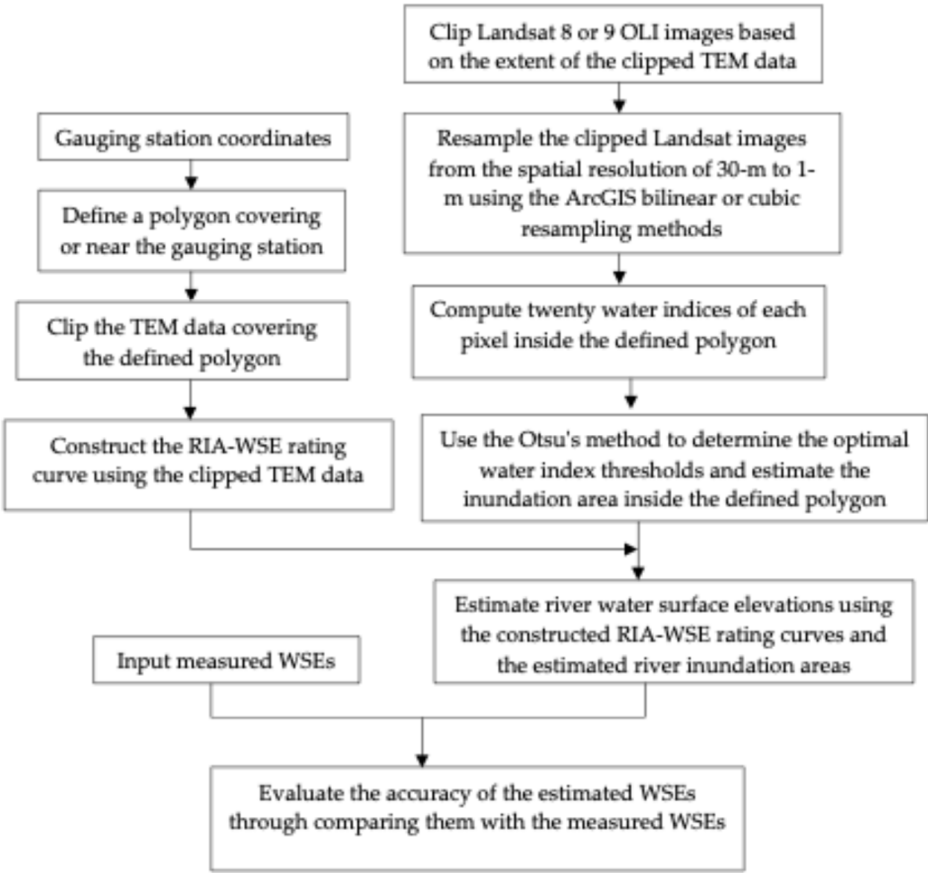 Clip Landsat 8 or 9 OLI images based
on the extent of the clipped TEM data
Gauging station coordinates
Define a polygon covering
or near the gauging station
Clip the TEM data covering
the defined polygon
Construct the RIA-WSE rating
curve using the clipped TEM data
Resample the clipped Landsat images
from the spatial resolution of 30-m to 1-
m using the ArcGIS bilinear or cubic
resampling methods
Compute twenty water indices of each
pixel inside the defined polygon
Use the Otsu's method to determine the optimal
water index thresholds and estimate the
inundation area inside the defined polygon
Estimate river water surface elevations using
the constructed RIA-WSE rating curves and
the estimated river inundation areas
Input measured WSEs
Evaluate the accuracy of the estimated WSEs
through comparing them with the measured WSEs